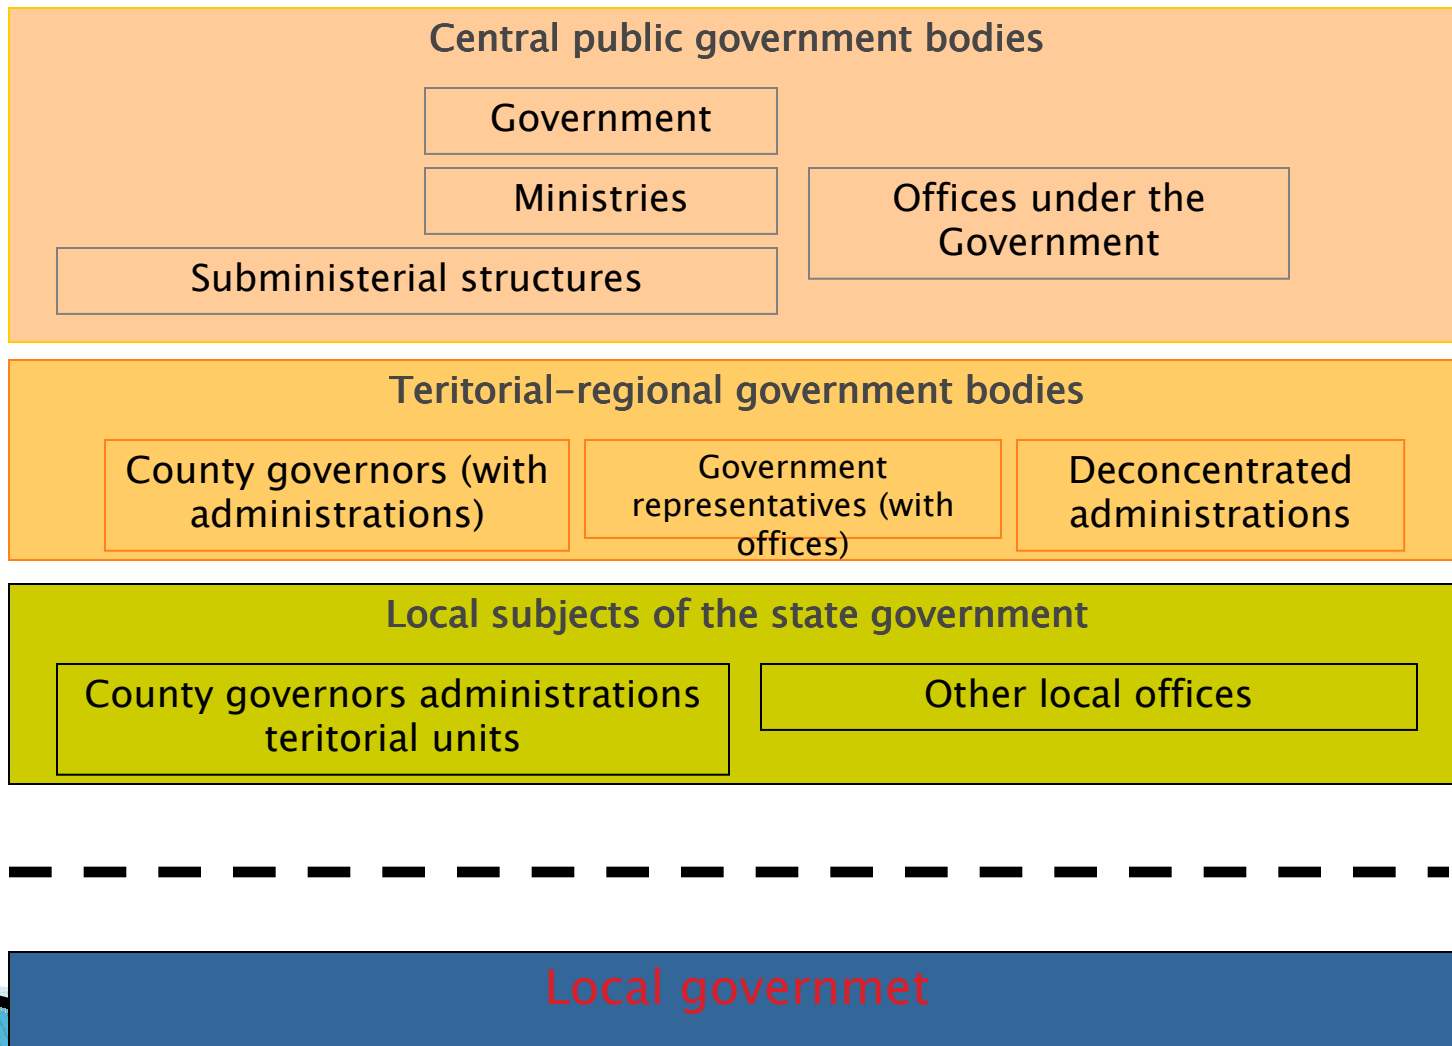 Central public government bodies
Government
Ministries
Offices under the
Government
Subministerial structures
Teritorial-regional government bodies
County governors (with
administrations)
Government
representatives (with
offices)
Deconcentrated
administrations
Local subjects of the state government
County governors administrations
teritorial units
Other local offices
Local governmet